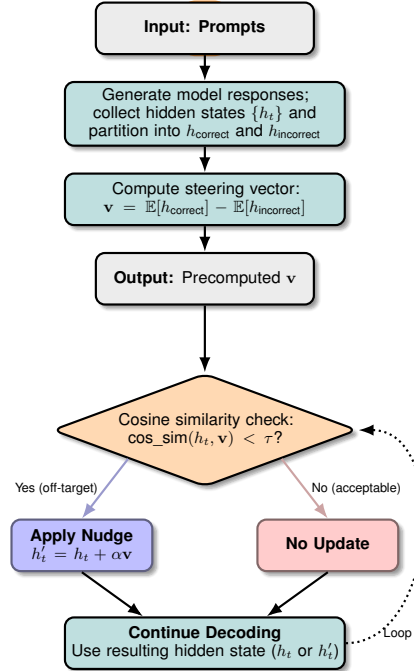 Input: Prompts
Generate model responses;
collect hidden states {h_t} and
partition into h_correct and h_incorrect
Compute steering vector:
v = 𝔼[h_correct] − 𝔼[h_incorrect]
Output: Precomputed v
Cosine similarity check:
cos_sim(h_t, v) < τ?
Yes (off-target)
No (acceptable)
Apply Nudge
h′_t = h_t + αv
No Update
Loop
Continue Decoding
Use resulting hidden state (h_t or h′_t)